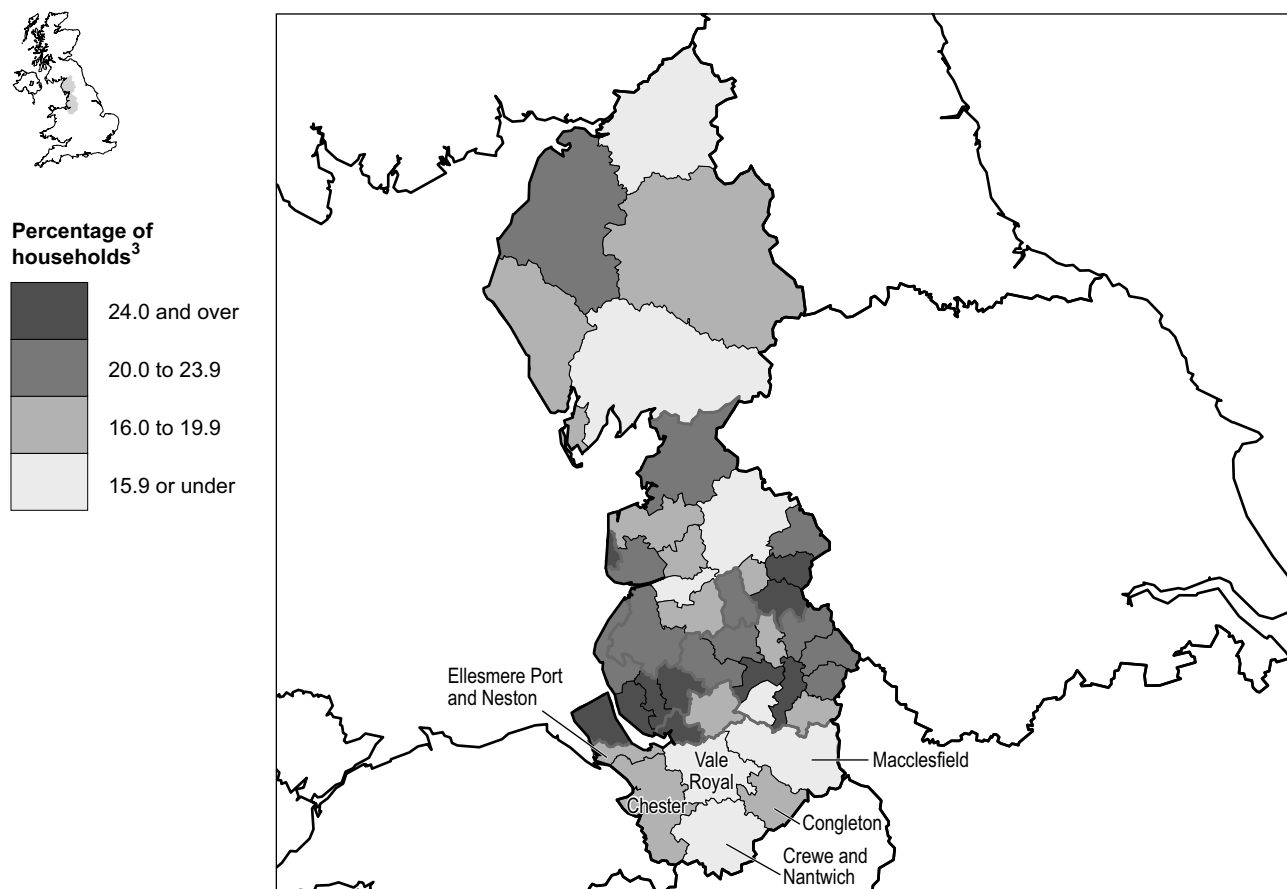 Percentage of
households3
24.0 and over
20.0 to 23.9
16.0 to 19.9
15.9 or under
Ellesmere Port
and Neston
Vale
Royal
Macclesfield
Chester
Congleton
Crewe and
Nantwich